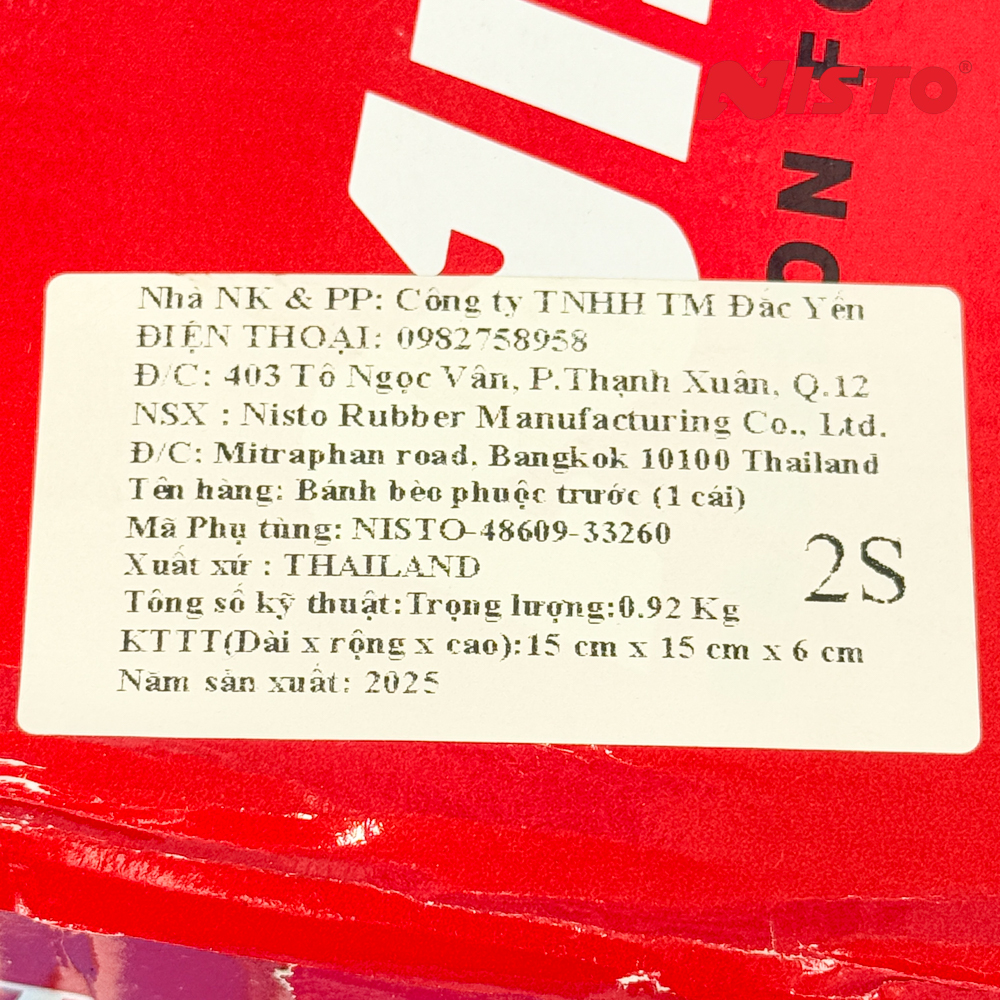 NISTO®
ON FO
Nhà NK & PP: Công ty TNHH TM Đắc Yến
ĐIỆN THOẠI: 0982758958
Đ/C: 403 Tô Ngọc Vân, P.Thạnh Xuân, Q.12
NSX : Nisto Rubber Manufacturing Co., Ltd.
Đ/C: Mitraphan road, Bangkok 10100 Thailand
Tên hàng: Bánh bèo phuộc trước (1 cái)
Mã Phụ tùng: NISTO-48609-33260
Xuất xứ : THAILAND
2S
Tông số kỹ thuật:Trọng lượng:0.92 Kg
KTTT(Dài x rộng x cao):15 cm x 15 cm x 6 cm
Năm sản xuất: 2025